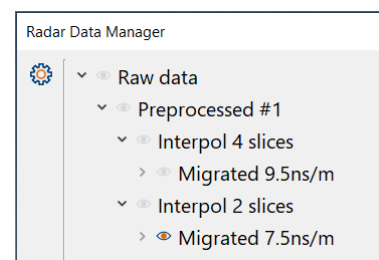 Radar Data Manager
Raw data
Preprocessed #1
Interpol 4 slices
Migrated 9.5ns/m
Interpol 2 slices
Migrated 7.5ns/m